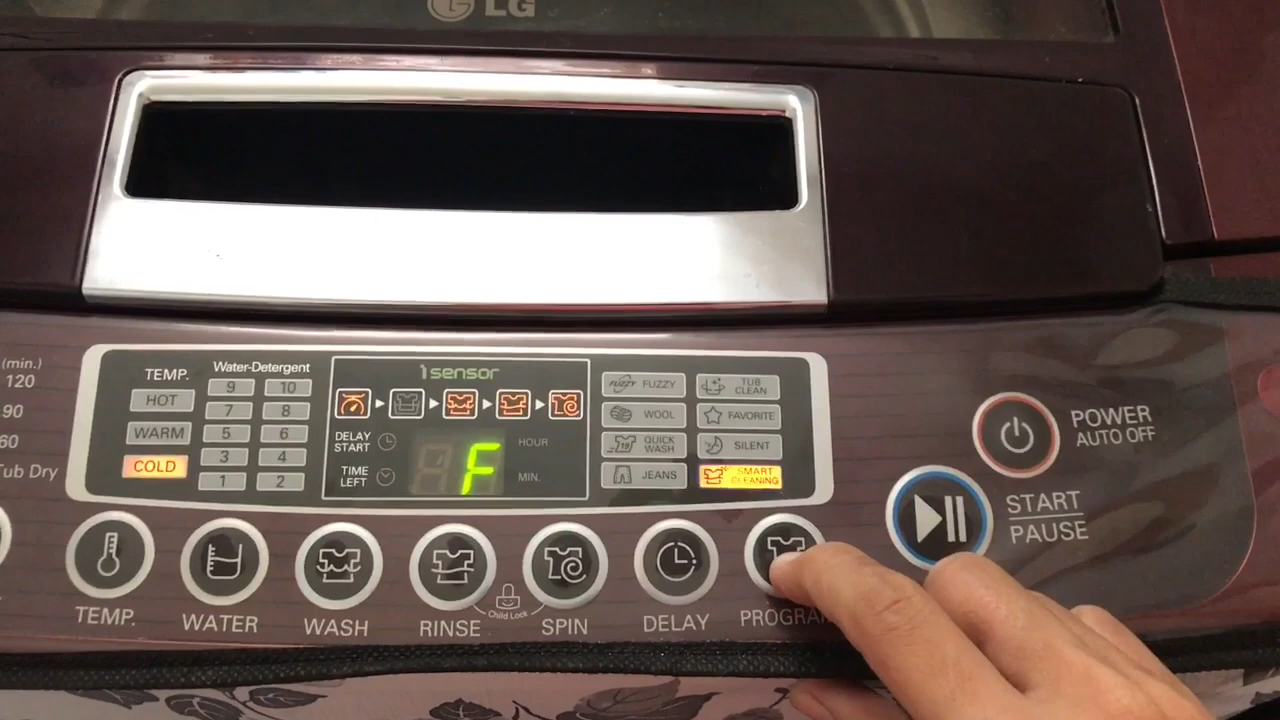 LG
(min.)
120
90
60
Tub Dry
TEMP.
HOT
WARM
COLD
Water-Detergent
9 10
7 8
5 6
3 4
1 2
sensor
DELAY
START
HOUR
TIME
LEFT
MIN.
F
FUZZY FUZZY
WOOL
QUICK
WASH
JEANS
TUB
CLEAN
FAVORITE
SILENT
SMART
CLEANING
POWER
AUTO OFF
START
PAUSE
TEMP.
WATER
WASH
RINSE
Child Lock
SPIN
DELAY
PROGRA